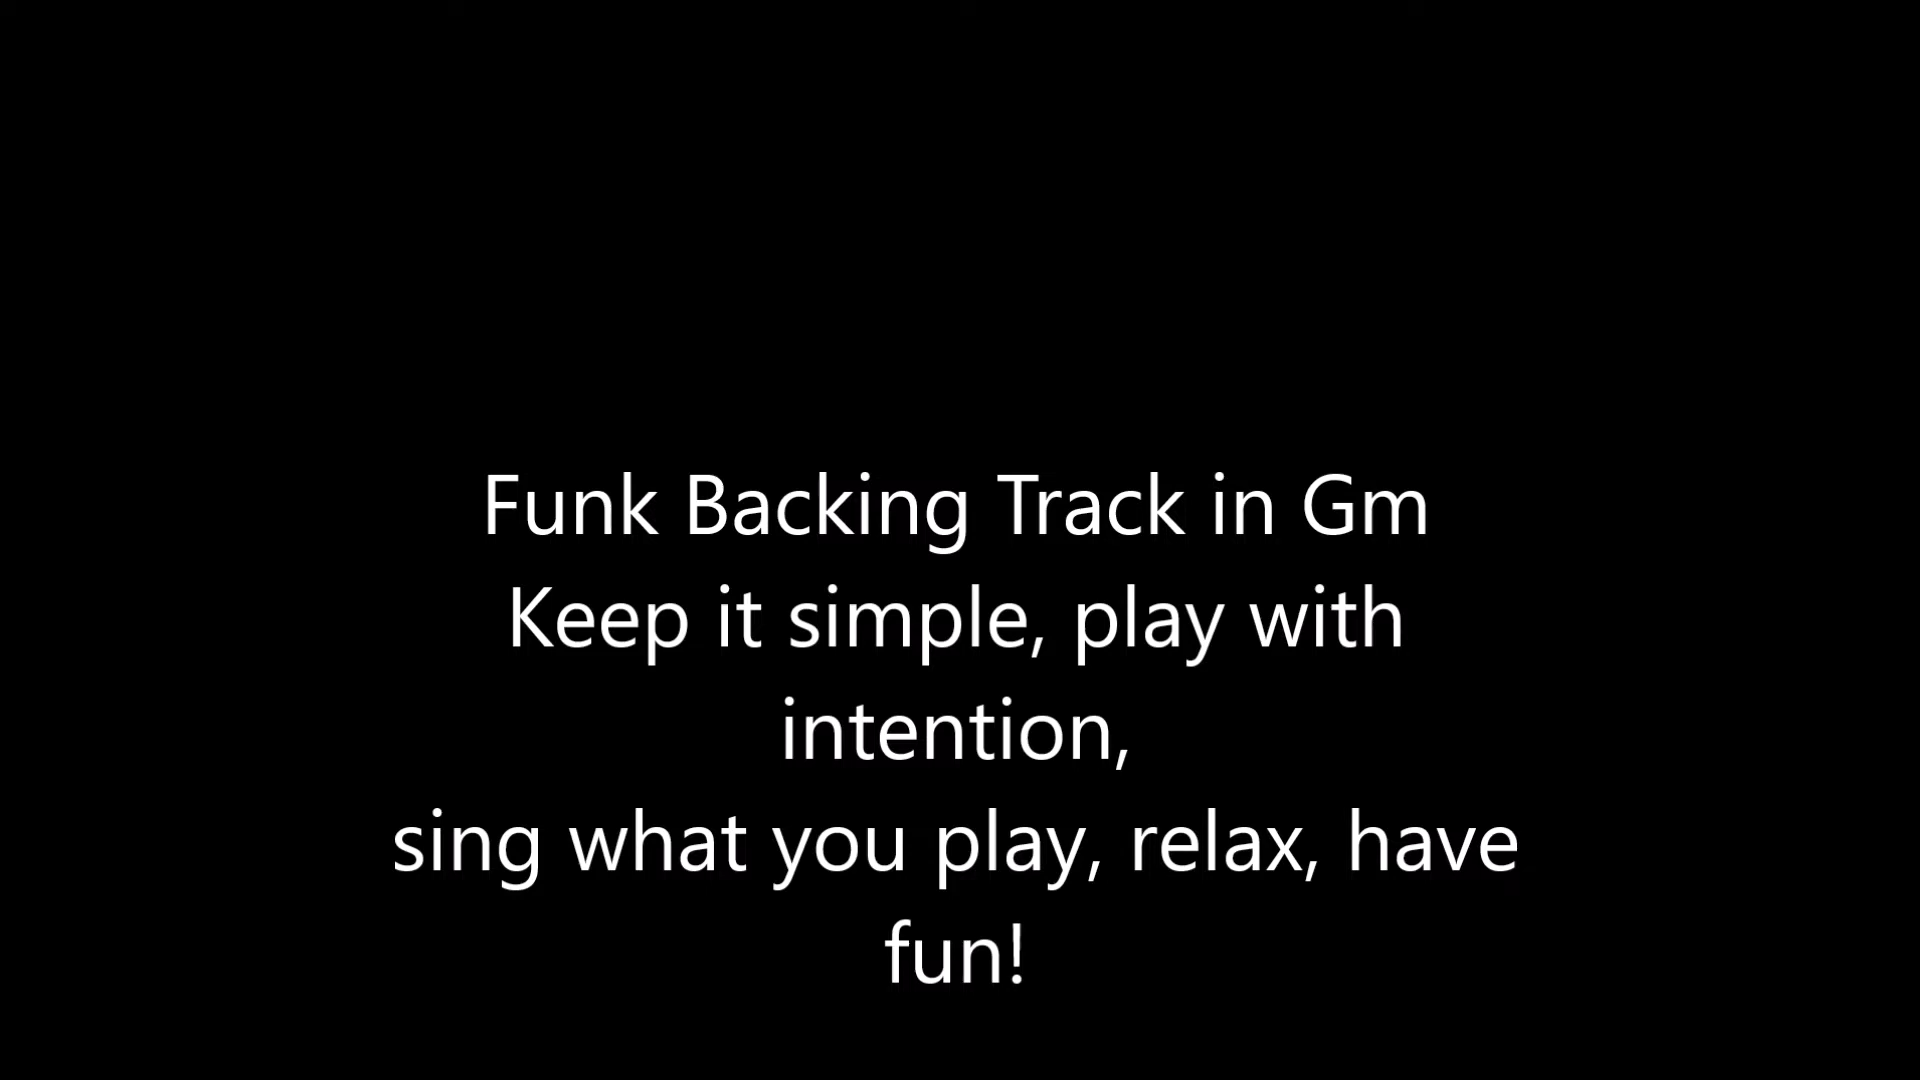 Funk Backing Track in Gm
Keep it simple, play with
intention,
sing what you play, relax, have
fun!